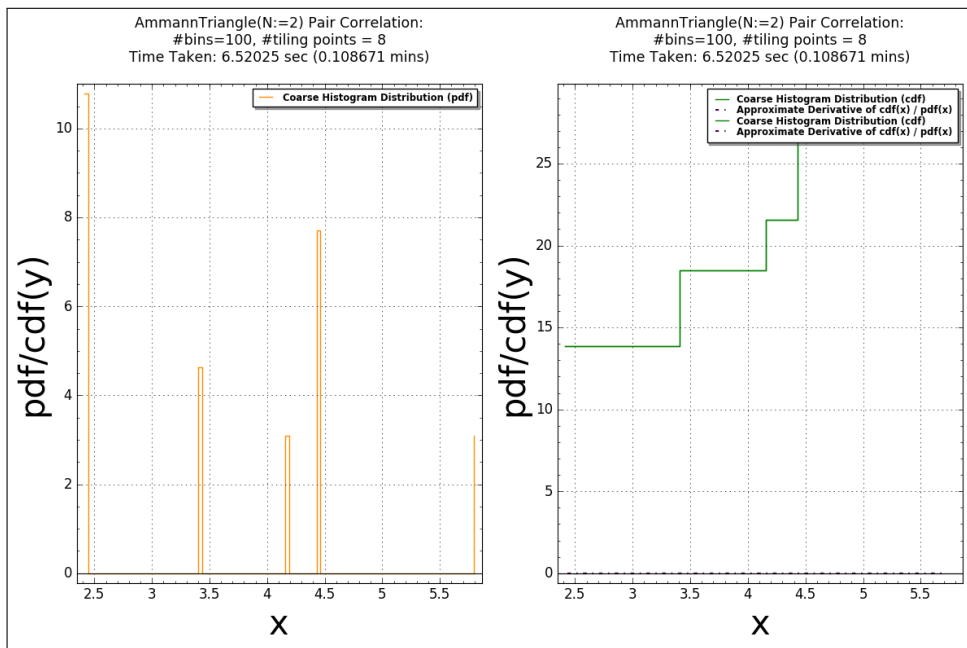 AmmannTriangle(N:=2) Pair Correlation:
#bins=100, #tiling points = 8
Time Taken: 6.52025 sec (0.108671 mins)
Coarse Histogram Distribution (pdf)
10
8
6
4
2
0
pdf/cdf(y)
2.5 3 3.5 4 4.5 5 5.5
x
AmmannTriangle(N:=2) Pair Correlation:
#bins=100, #tiling points = 8
Time Taken: 6.52025 sec (0.108671 mins)
Coarse Histogram Distribution (cdf)
Approximate Derivative of cdf(x) / pdf(x)
Coarse Histogram Distribution (cdf)
Approximate Derivative of cdf(x) / pdf(x)
25
20
15
10
5
0
pdf/cdf(y)
2.5 3 3.5 4 4.5 5 5.5
x